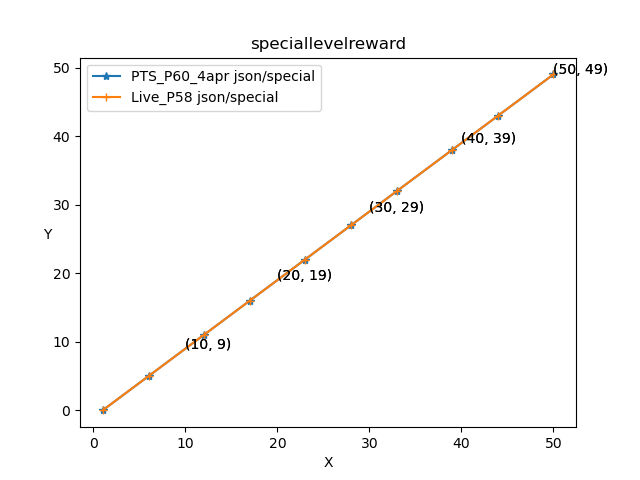 speciallevelreward
PTS_P60_4apr json/special
Live_P58 json/special
(50, 49)
(40, 39)
(30, 29)
(20, 19)
(10, 9)
50
40
30
20
10
0
Y
0 10 20 30 40 50
X